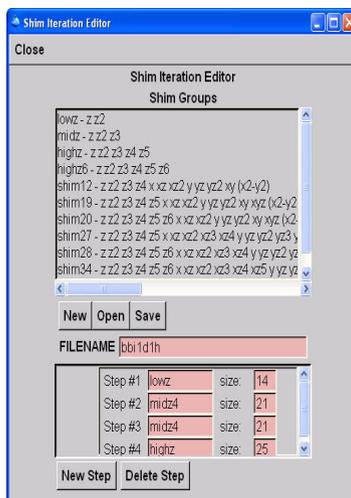 Shim Iteration Editor
Close
Shim Iteration Editor
Shim Groups
lowz - z z2
midz - z z2 z3
highz - z z2 z3 z4 z5
highz6 - z z2 z3 z4 z5 z6
shim12 - z z2 z3 z4 x xz xz2 y yz yz2 xy (x2-y2)
shim19 - z z2 z3 z4 z5 x xz xz2 y yz yz2 xy xyz (x2-y2
shim20 - z z2 z3 z4 z5 z6 x xz xz2 y yz yz2 xy xyz (x2-
shim27 - z z2 z3 z4 z5 x xz xz2 xz3 xz4 y yz yz2 yz3 y
shim28 - z z2 z3 z4 z5 z6 x xz xz2 xz3 xz4 y yz yz2 yz
shim34 - z z2 z3 z4 z5 z6 x xz xz2 xz3 xz4 xz5 y yz yz
New Open Save
FILENAME bbi1d1h
Step #1 lowz size: 14
Step #2 midz4 size: 21
Step #3 midz4 size: 21
Step #4 highz size: 25
New Step Delete Step